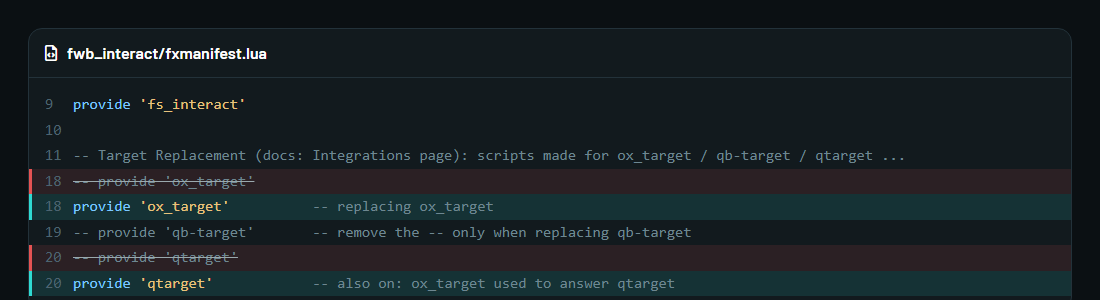 fwb_interact/fxmanifest.lua
9 provide 'fs_interact'
10
11 -- Target Replacement (docs: Integrations page): scripts made for ox_target / qb-target / qtarget ...
18 -- provide 'ox_target'
18 provide 'ox_target' -- replacing ox_target
19 -- provide 'qb-target' -- remove the -- only when replacing qb-target
20 -- provide 'qtarget'
20 provide 'qtarget' -- also on: ox_target used to answer qtarget